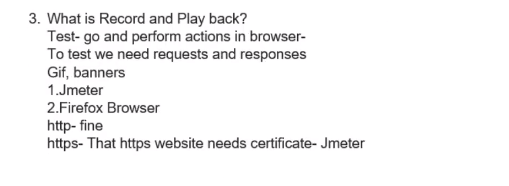 3. What is Record and Play back?
Test- go and perform actions in browser-
To test we need requests and responses
Gif, banners
1.Jmeter
2.Firefox Browser
http- fine
https- That https website needs certificate- Jmeter